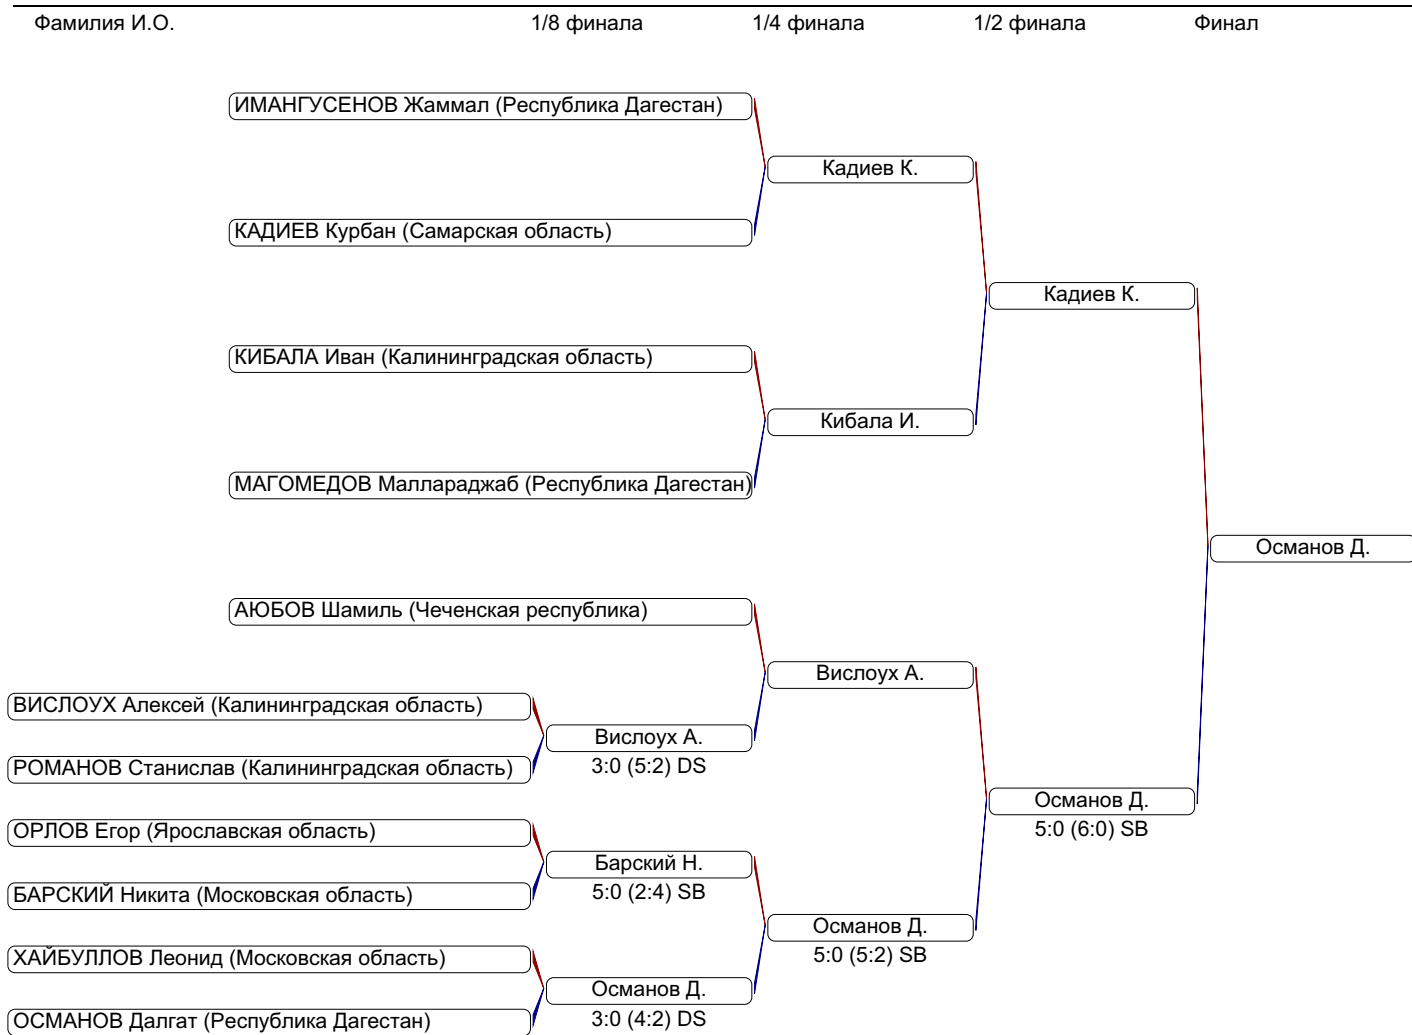 Фамилия И.О. 1/8 финала 1/4 финала 1/2 финала Финал
ИМАНГУСЕНОВ Жаммал (Республика Дагестан)
Кадиев К.
КАДИЕВ Курбан (Самарская область)
Кадиев К.
КИБАЛА Иван (Калининградская область)
Кибала И.
МАГОМЕДОВ Маллараджаб (Республика Дагестан)
Османов Д.
АЮБОВ Шамиль (Чеченская республика)
Вислоух А.
ВИСЛОУХ Алексей (Калининградская область)
Вислоух А.
РОМАНОВ Станислав (Калининградская область)
3:0 (5:2) DS
Османов Д.
5:0 (6:0) SB
ОРЛОВ Егор (Ярославская область)
Барский Н.
БАРСКИЙ Никита (Московская область)
5:0 (2:4) SB
Османов Д.
5:0 (5:2) SB
ХАЙБУЛЛОВ Леонид (Московская область)
Османов Д.
ОСМАНОВ Далгат (Республика Дагестан)
3:0 (4:2) DS